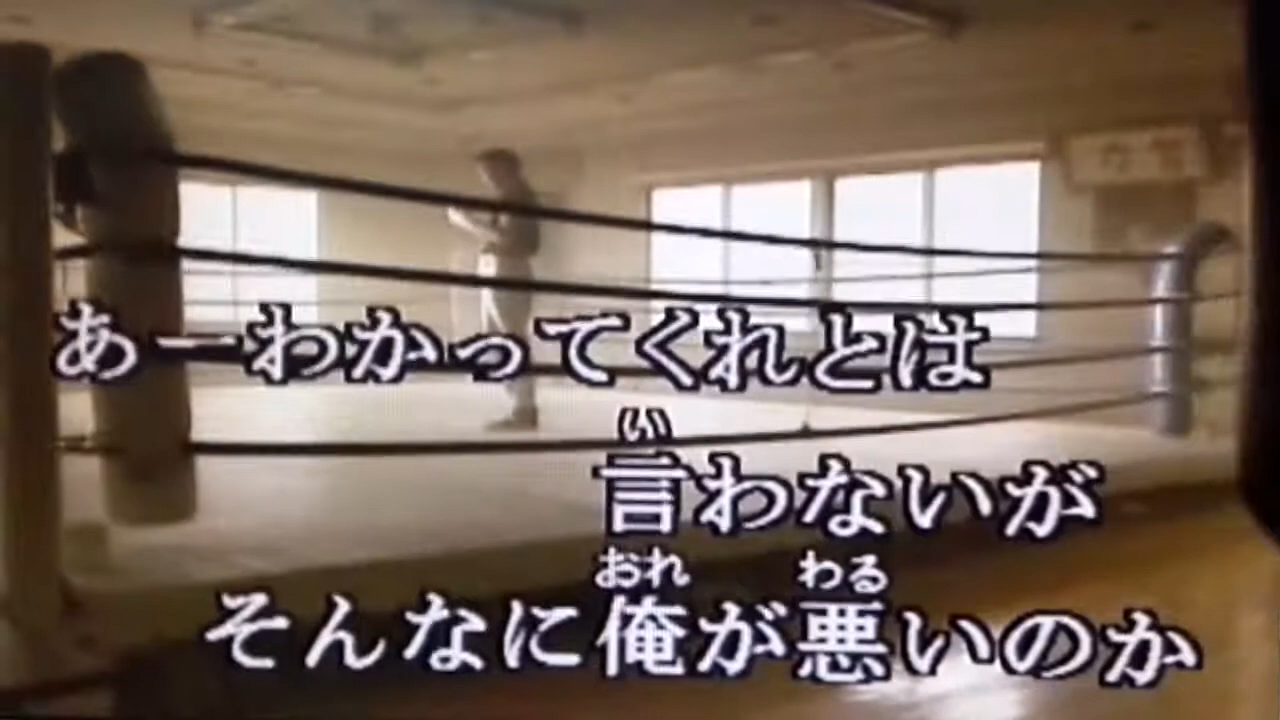 あーわかってくれとは
い
言わないが
おれ わる
そんなに俺が悪いのか